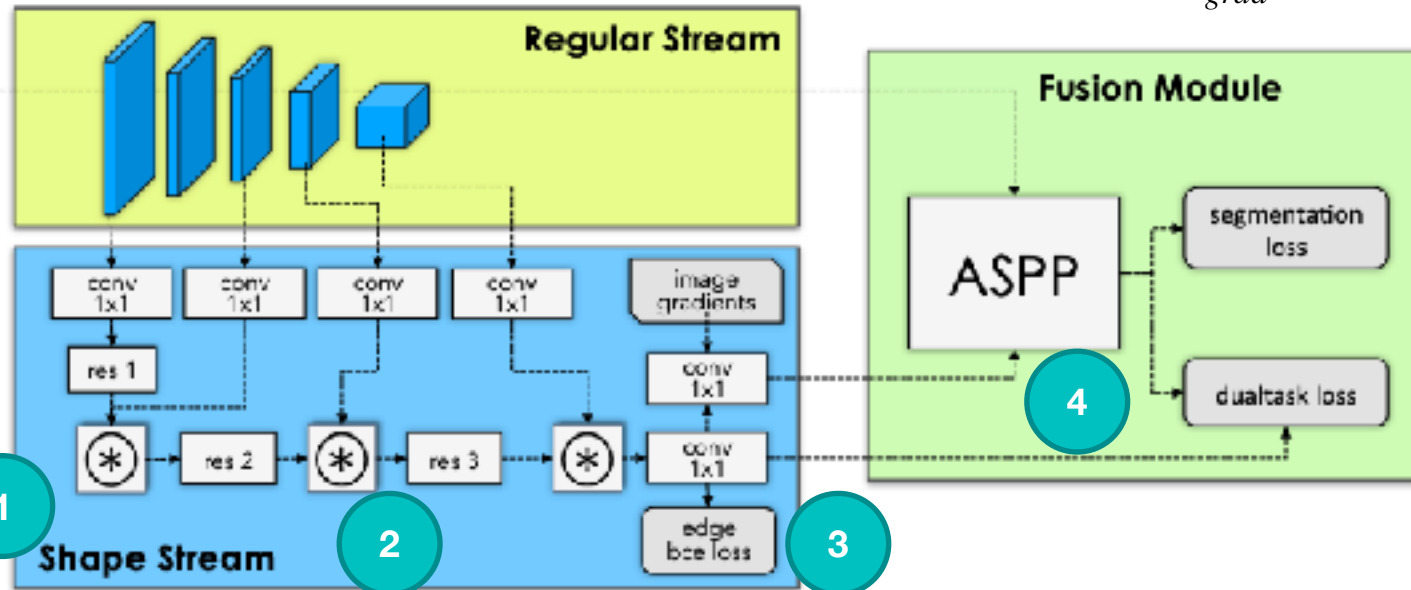 grad
Regular Stream
Fusion Module
conv
1x1
conv
1x1
conv
1x1
conv
1x1
image
gradients
segmentation
loss
ASPP
res 1
conv
1x1
4
dualtask loss
*
res 2
*
res 3
*
conv
1x1
1
2
3
edge
bce loss
Shape Stream